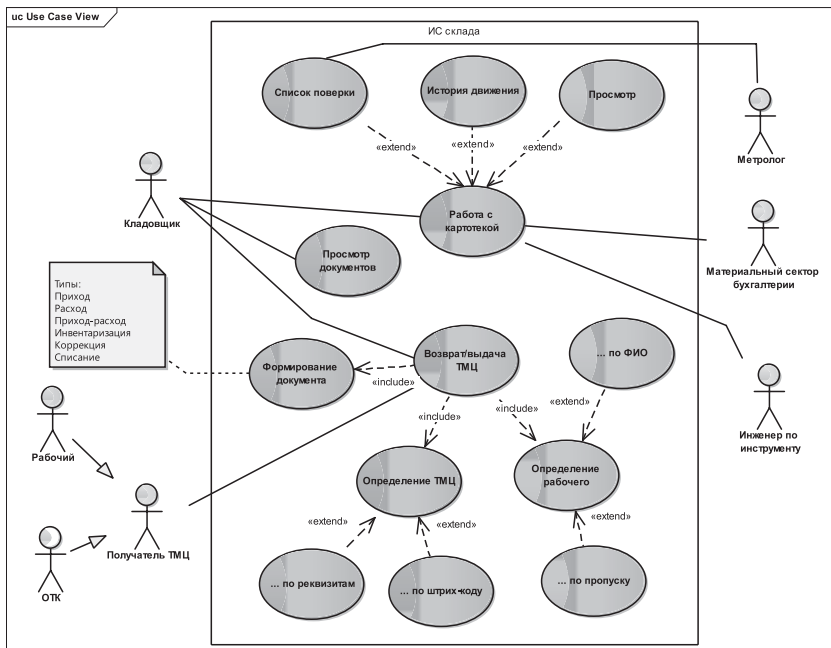 uc Use Case View
ИС склада
Список поверки
История движения
Просмотр
«extend»
«extend»
«extend»
Метролог
Кладовщик
Работа с
картотекой
Просмотр
документов
Материальный сектор
бухгалтерии
Типы:
Приход
Расход
Приход-расход
Инвентаризация
Коррекция
Списание
Формирование
документа
«include»
Возврат/выдача
ТМЦ
... по ФИО
«include»
«include»
«extend»
Инженер по
инструменту
Рабочий
Определение ТМЦ
Определение
рабочего
«extend»
«extend»
«extend»
Получатель ТМЦ
ОТК
... по реквизитам
... по штрих-коду
... по пропуску